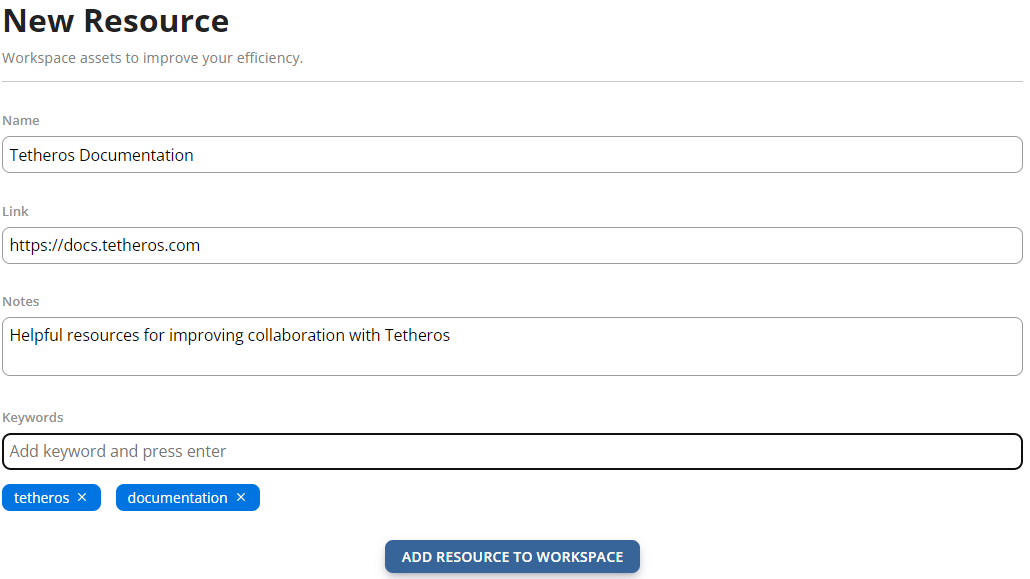 New Resource
Workspace assets to improve your efficiency.
Name
Tetheros Documentation
Link
https://docs.tetheros.com
Notes
Helpful resources for improving collaboration with Tetheros
Keywords
Add keyword and press enter
tetheros × documentation ×
ADD RESOURCE TO WORKSPACE